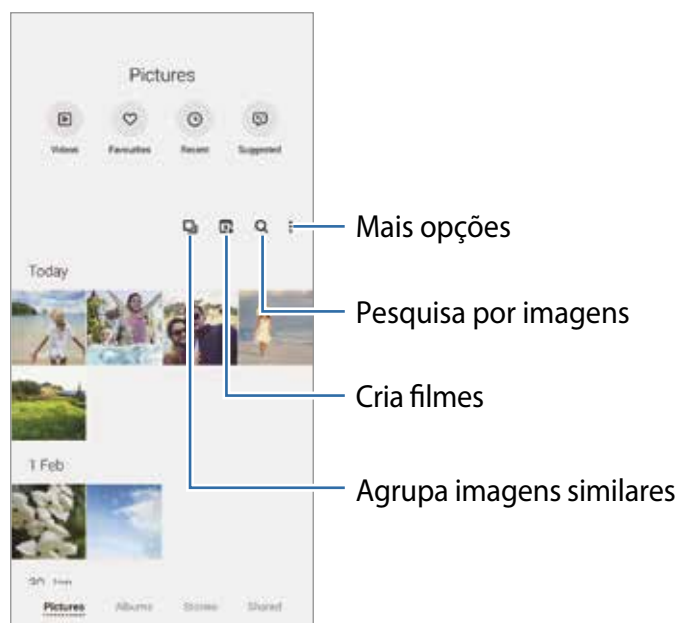 Pictures
Videos Favourites Recent Suggested
Mais opções
Today
Pesquisa por imagens
Cria filmes
1 Feb
Agrupa imagens similares
Pictures Albums Stories Shared